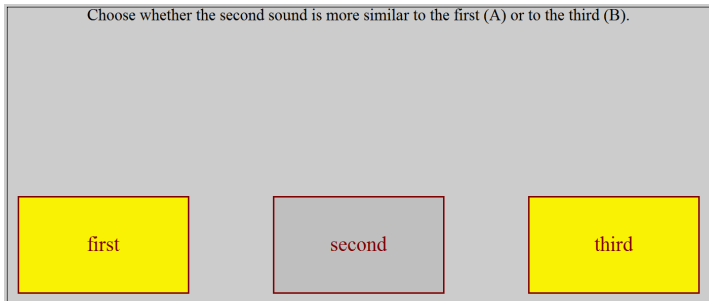 Choose whether the second sound is more similar to the first (A) or to the third (B).
first second third